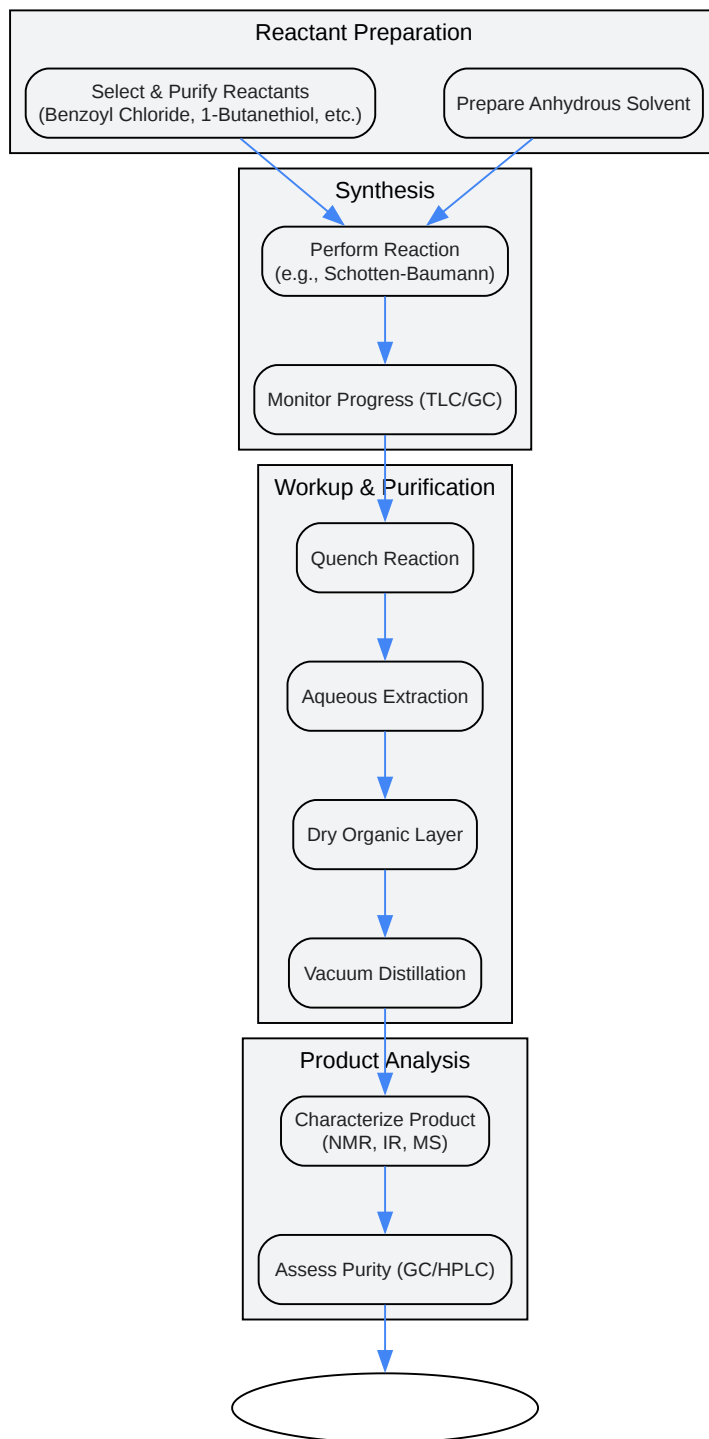 Reactant Preparation
Select & Purify Reactants
(Benzoyl Chloride, 1-Butanethiol, etc.)
Prepare Anhydrous Solvent
Synthesis
Perform Reaction
(e.g., Schotten-Baumann)
Monitor Progress (TLC/GC)
Workup & Purification
Quench Reaction
Aqueous Extraction
Dry Organic Layer
Vacuum Distillation
Product Analysis
Characterize Product
(NMR, IR, MS)
Assess Purity (GC/HPLC)